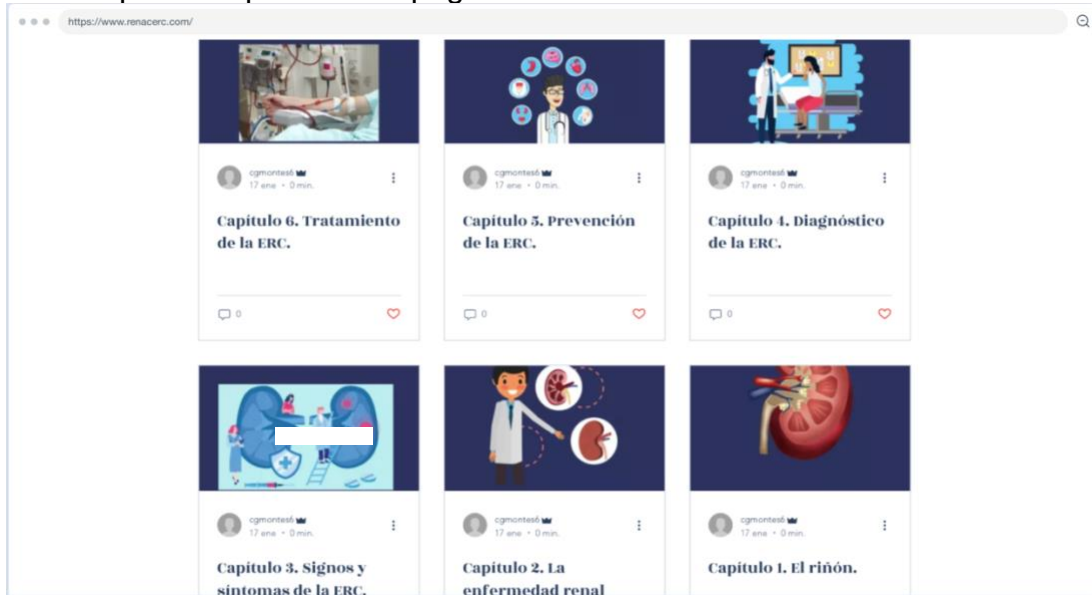 https://www.renacerc.com/
cgmontes6
17 ene • 0 min.
Capítulo 6. Tratamiento
de la ERC.
0
cgmontes6
17 ene • 0 min.
Capítulo 5. Prevención
de la ERC.
0
cgmontes6
17 ene • 0 min.
Capítulo 4. Diagnóstico
de la ERC.
0
cgmontes6
17 ene • 0 min.
Capítulo 3. Signos y
síntomas de la ERC.
cgmontes6
17 ene • 0 min.
Capítulo 2. La
enfermedad renal
cgmontes6
17 ene • 0 min.
Capítulo 1. El riñón.